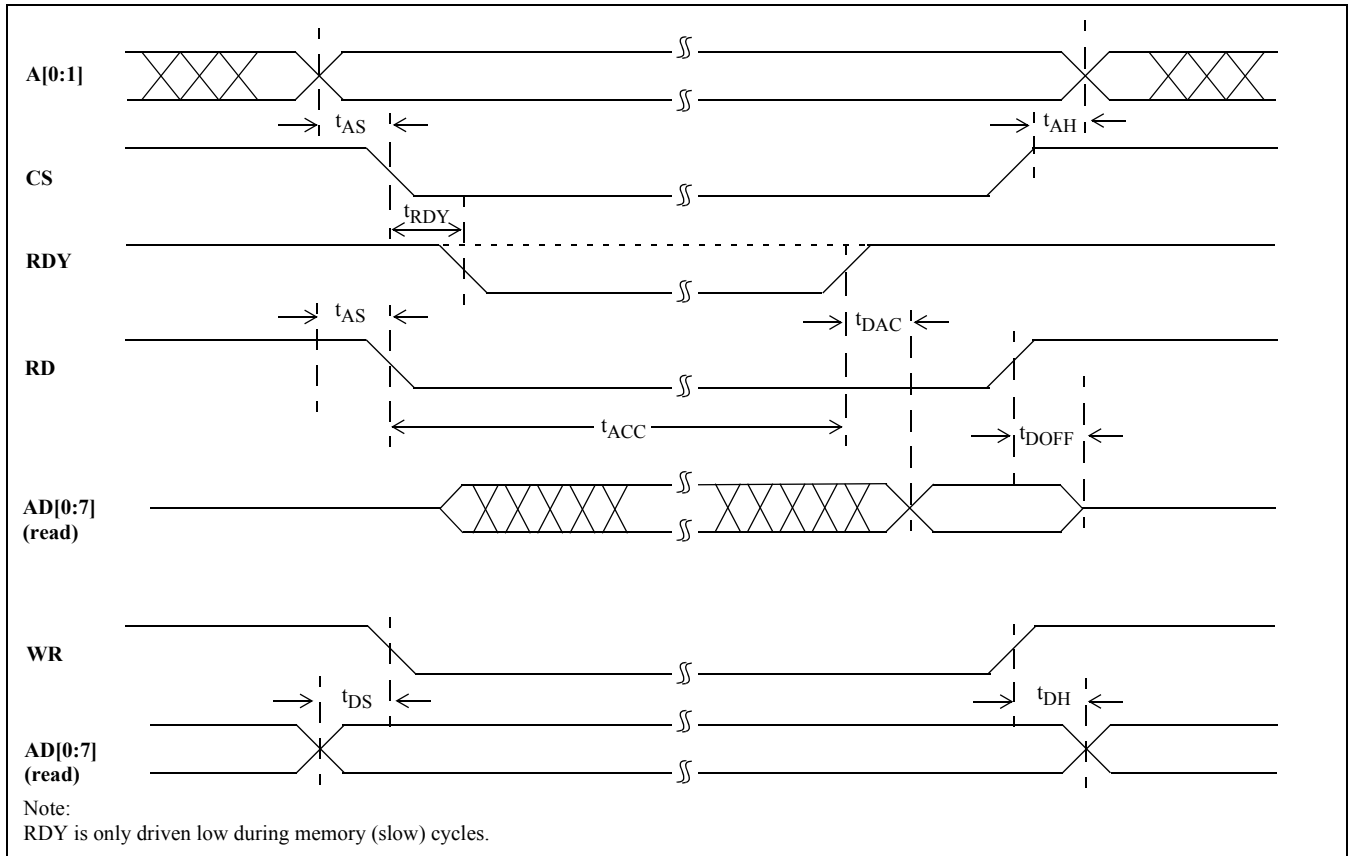 A[0:1]
tAS
tAH
CS
tRDY
RDY
tAS
tDAC
RD
tACC
tDOFF
AD[0:7]
(read)
WR
tDS
tDH
AD[0:7]
(read)
Note:
RDY is only driven low during memory (slow) cycles.